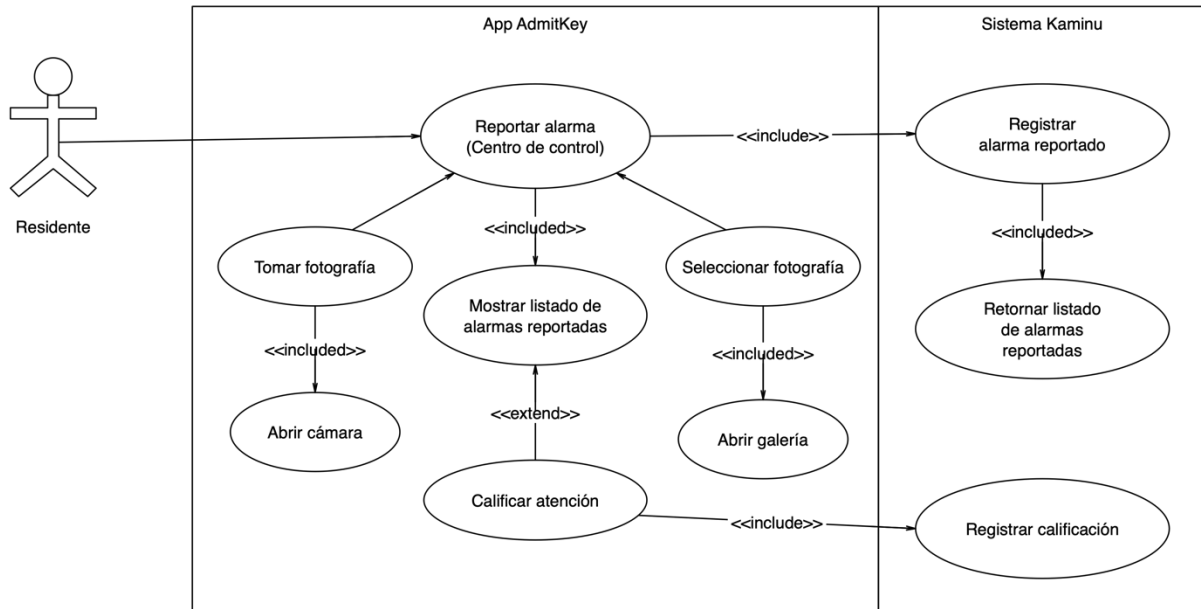 App AdmitKey
Sistema Kaminu
Residente
Reportar alarma
(Centro de control)
<<include>>
Registrar
alarma reportado
<<included>>
<<included>>
Tomar fotografía
Seleccionar fotografía
Mostrar listado de
alarmas reportadas
Retornar listado
de alarmas
reportadas
<<included>>
<<included>>
<<extend>>
Abrir cámara
Abrir galería
Calificar atención
<<include>>
Registrar calificación